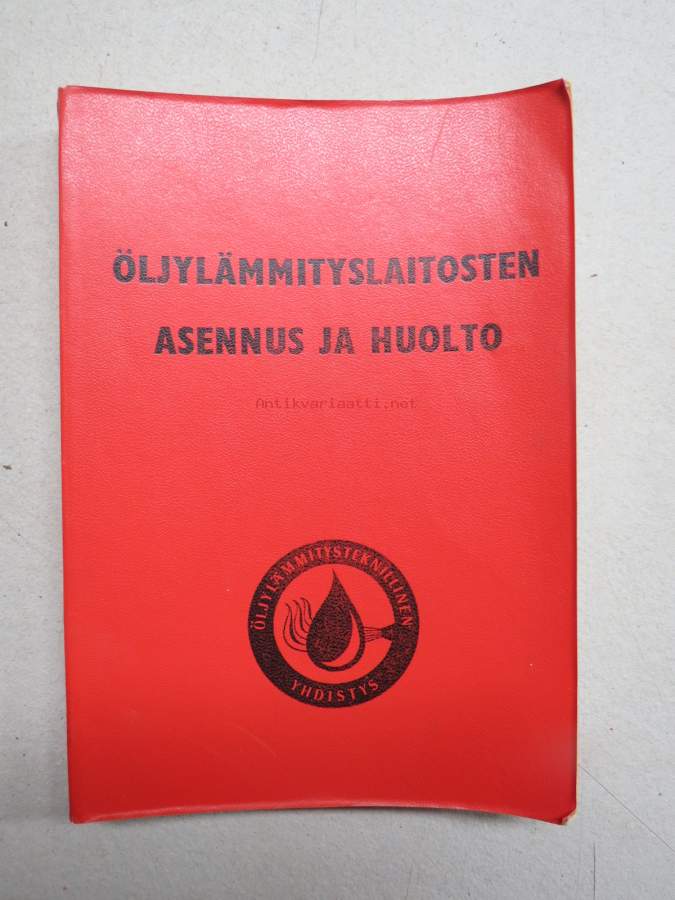 ÖLJYLÄMMITYSLAITOSTEN
ASENNUS JA HUOLTO
Antikvariaatti.net
ÖLJYLÄMMITYSTEKNILLINEN
YHDISTYS